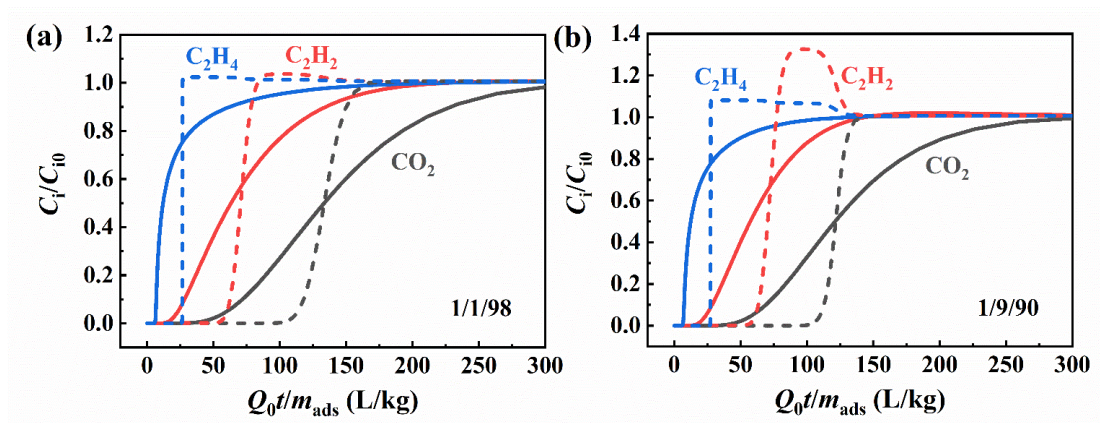 (a)
1.2
1.0
0.8
0.6
0.4
0.2
0.0
C₂H₄
C₂H₂
CO₂
1/1/98
Cᵢ/Cᵢ₀
0 50 100 150 200 250 300
Q₀t/mₐdₛ (L/kg)
(b)
1.4
1.2
1.0
0.8
0.6
0.4
0.2
0.0
C₂H₄
C₂H₂
CO₂
1/9/90
Cᵢ/Cᵢ₀
0 50 100 150 200 250 300
Q₀t/mₐdₛ (L/kg)